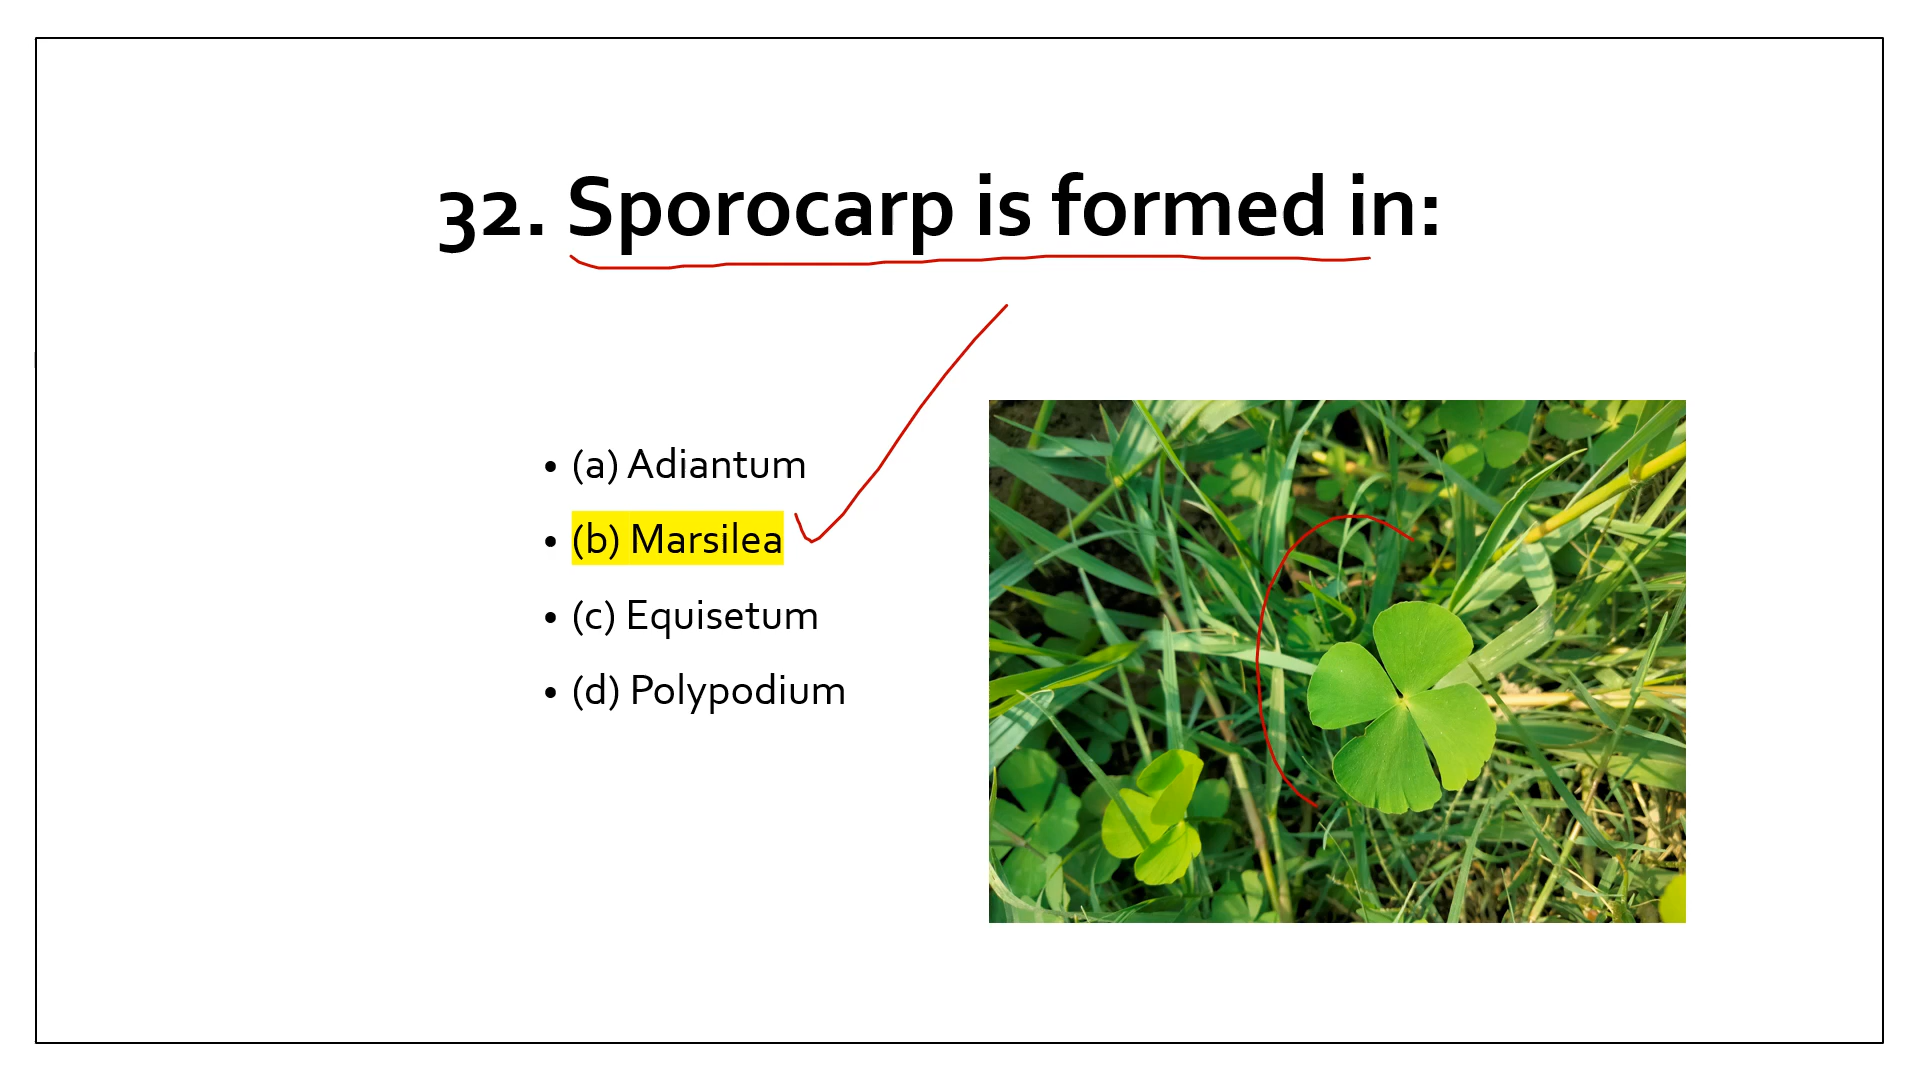 32. Sporocarp is formed in:
• (a) Adiantum
• (b) Marsilea
• (c) Equisetum
• (d) Polypodium